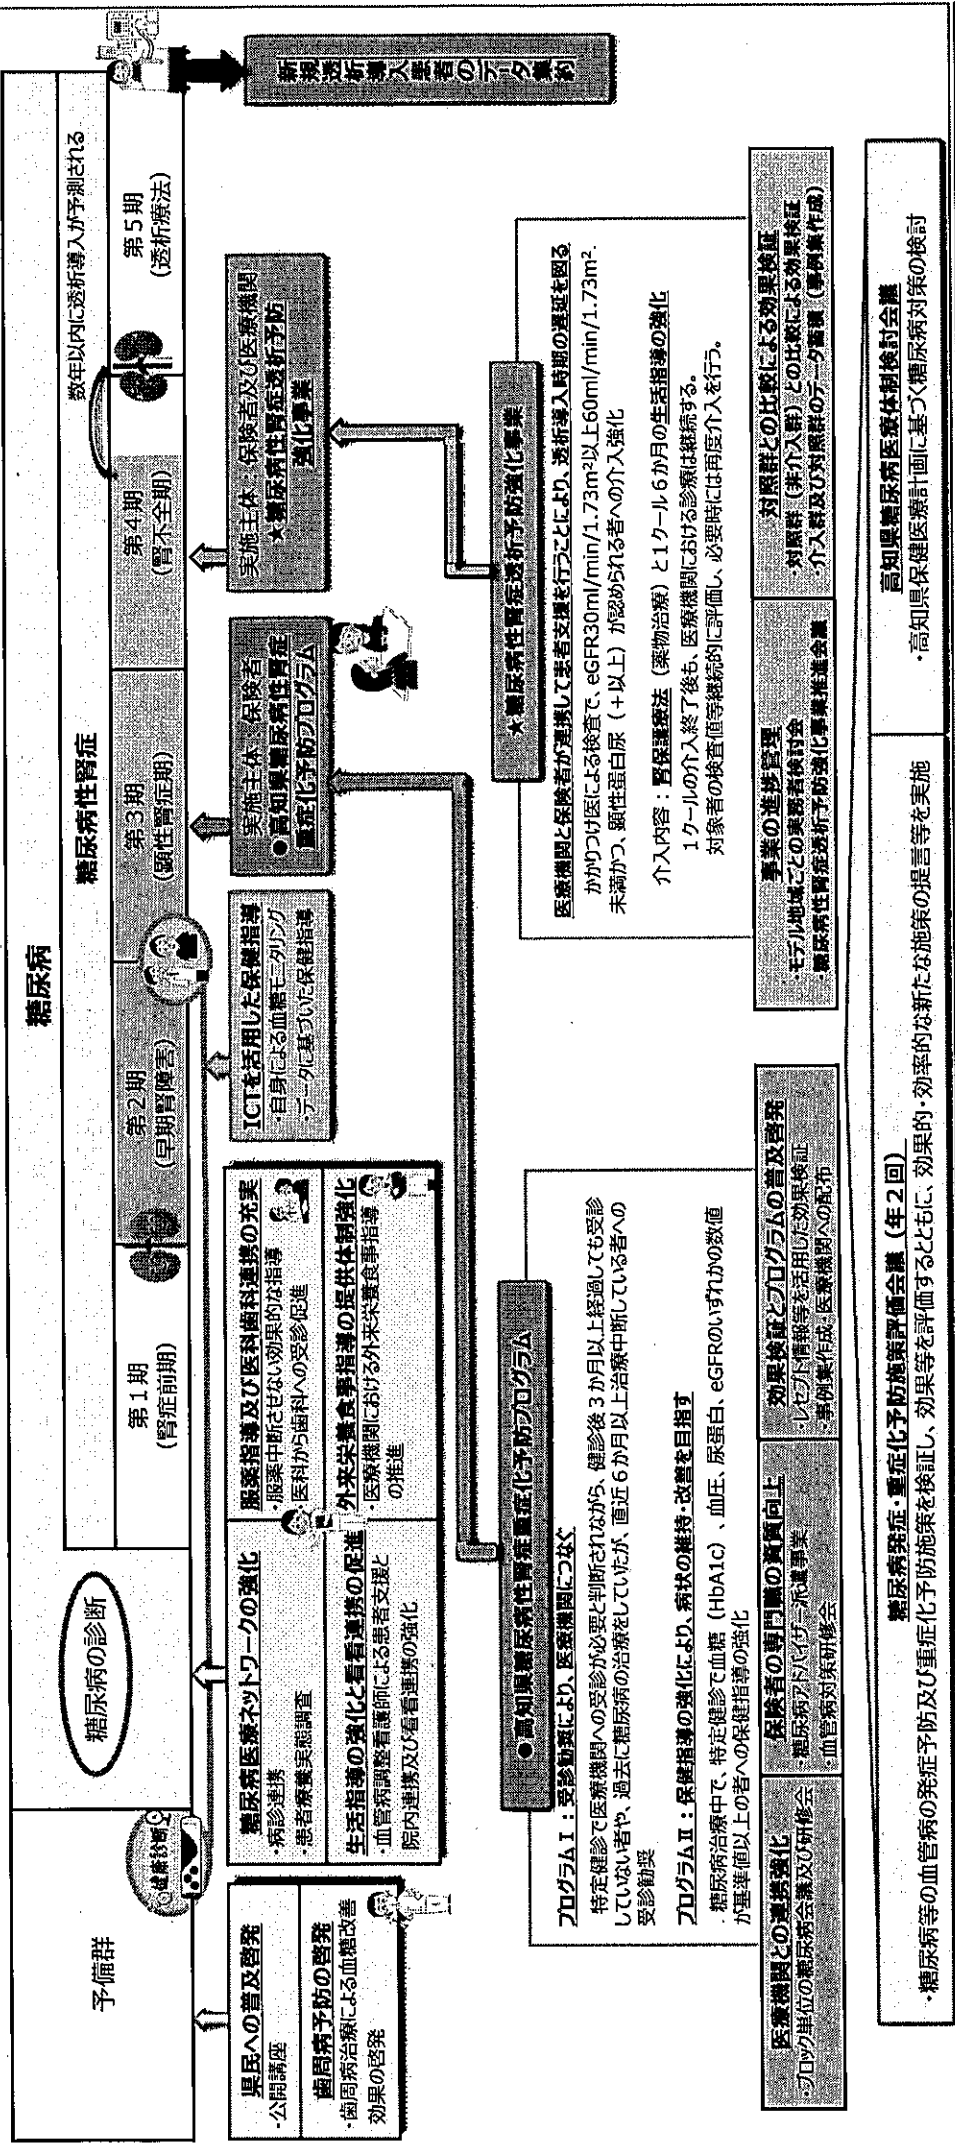 糖尿病
糖尿病性腎症
予備群
健康診断
糖尿病の診断
第1期
(腎症前期)
第2期
(早期腎障害)
第3期
(顕性腎症期)
第4期
(腎不全期)
第5期
(透析療法)
数年以内に透析導入が予測される
県民への普及啓発
・公開講座
歯周病予防の啓発
・歯周病治療による血糖改善
効果の啓発
糖尿病医療ネットワークの強化
・病診連携
・患者療養実態調査
生活指導の強化と看看連携の促進
・血管病調整看護師による患者支援と
院内連携及び看看連携の強化
服薬指導及び医科歯科連携の充実
・服薬中断させない効果的な指導
・医科から歯科への受診促進
外来栄養食事指導の提供体制強化
・医療機関における外来栄養食事指導
の推進
ICTを活用した保健指導
・自身による血糖モニタリング
・データに基づいた保健指導
実施主体：保険者
●高知県糖尿病性腎症
重症化予防プログラム
実施主体：保険者及び医療機関
★糖尿病性腎症透析予防
強化事業
新規透析導入患者のデータ集約
●高知県糖尿病性腎症重症化予防プログラム
プログラムⅠ：受診勧奨により、医療機関につなぐ
特定健診で医療機関への受診が必要と判断されながら、健診後３か月以上経過しても受診
していない者や、過去に糖尿病の治療をしていたが、直近６か月以上治療中断している者への
受診勧奨
プログラムⅡ：保健指導の強化により、病状の維持・改善を目指す
糖尿病治療中で、特定健診で血糖（HbA1c）、血圧、尿蛋白、eGFRのいずれかの数値
が基準値以上の者への保健指導の強化
医療機関との連携強化
・ブロック単位の糖尿病会議及び研修会
保険者の専門職の資質向上
・糖尿病アドバイザー派遣事業
・血管病対策研修会
効果検証とプログラムの普及啓発
・レセプト情報等を活用した効果検証
・事例集作成・医療機関への配布
★糖尿病性腎症透析予防強化事業
医療機関と保険者が連携して患者支援を行うことにより、透析導入時期の遅延を図る
かかりつけ医による検査で、eGFR30ml/min/1.73m²以上60ml/min/1.73m²
未満かつ、顕性蛋白尿（＋以上）が認められる者への介入強化
介入内容：腎保護療法（薬物治療）と１クール６か月の生活指導の強化
１クールの介入終了後も、医療機関における診療は継続する。
対象者の検査値等継続的に評価し、必要時には再度介入を行う。
事業の進捗管理
・モデル地域ごとの実務者検討会
・糖尿病性腎症透析予防強化事業推進会議
対照群との比較による効果検証
・対照群（非介入群）との比較による効果検証
・介入群及び対照群のデータ蓄積（事例集作成）
糖尿病発症・重症化予防施策評価会議（年２回）
・糖尿病等の血管病の発症予防及び重症化予防施策を検証し、効果等を評価するとともに、効果的・効率的な新たな施策の提言等を実施
高知県糖尿病医療体制検討会議
・高知県保健医療計画に基づく糖尿病対策の検討